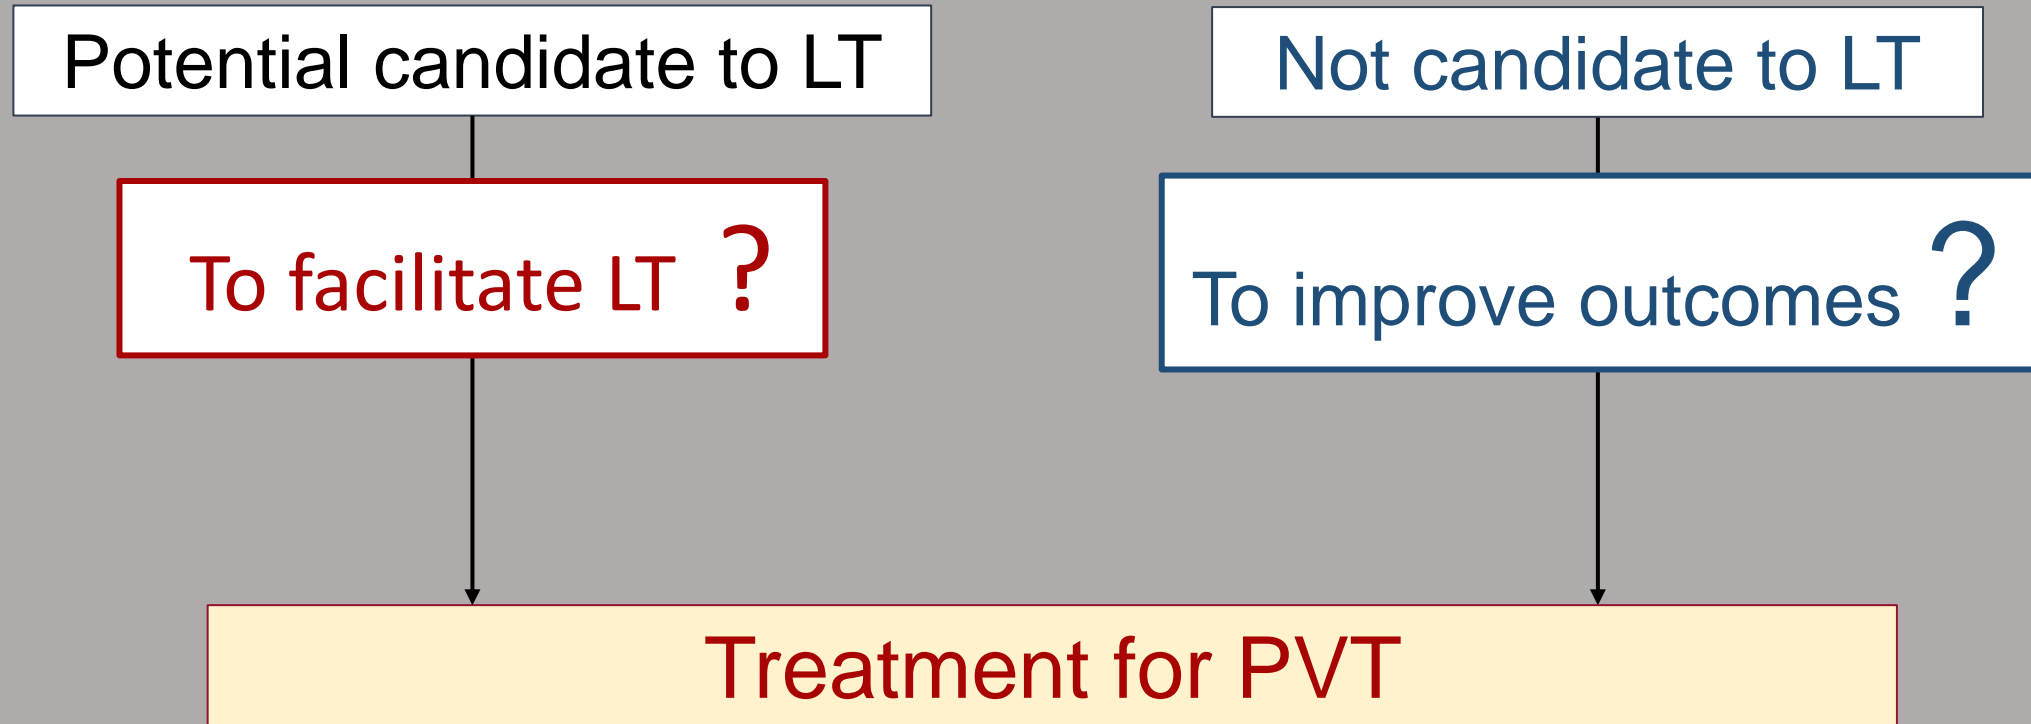 Potential candidate to LT
Not candidate to LT
To facilitate LT ?
To improve outcomes ?
Treatment for PVT